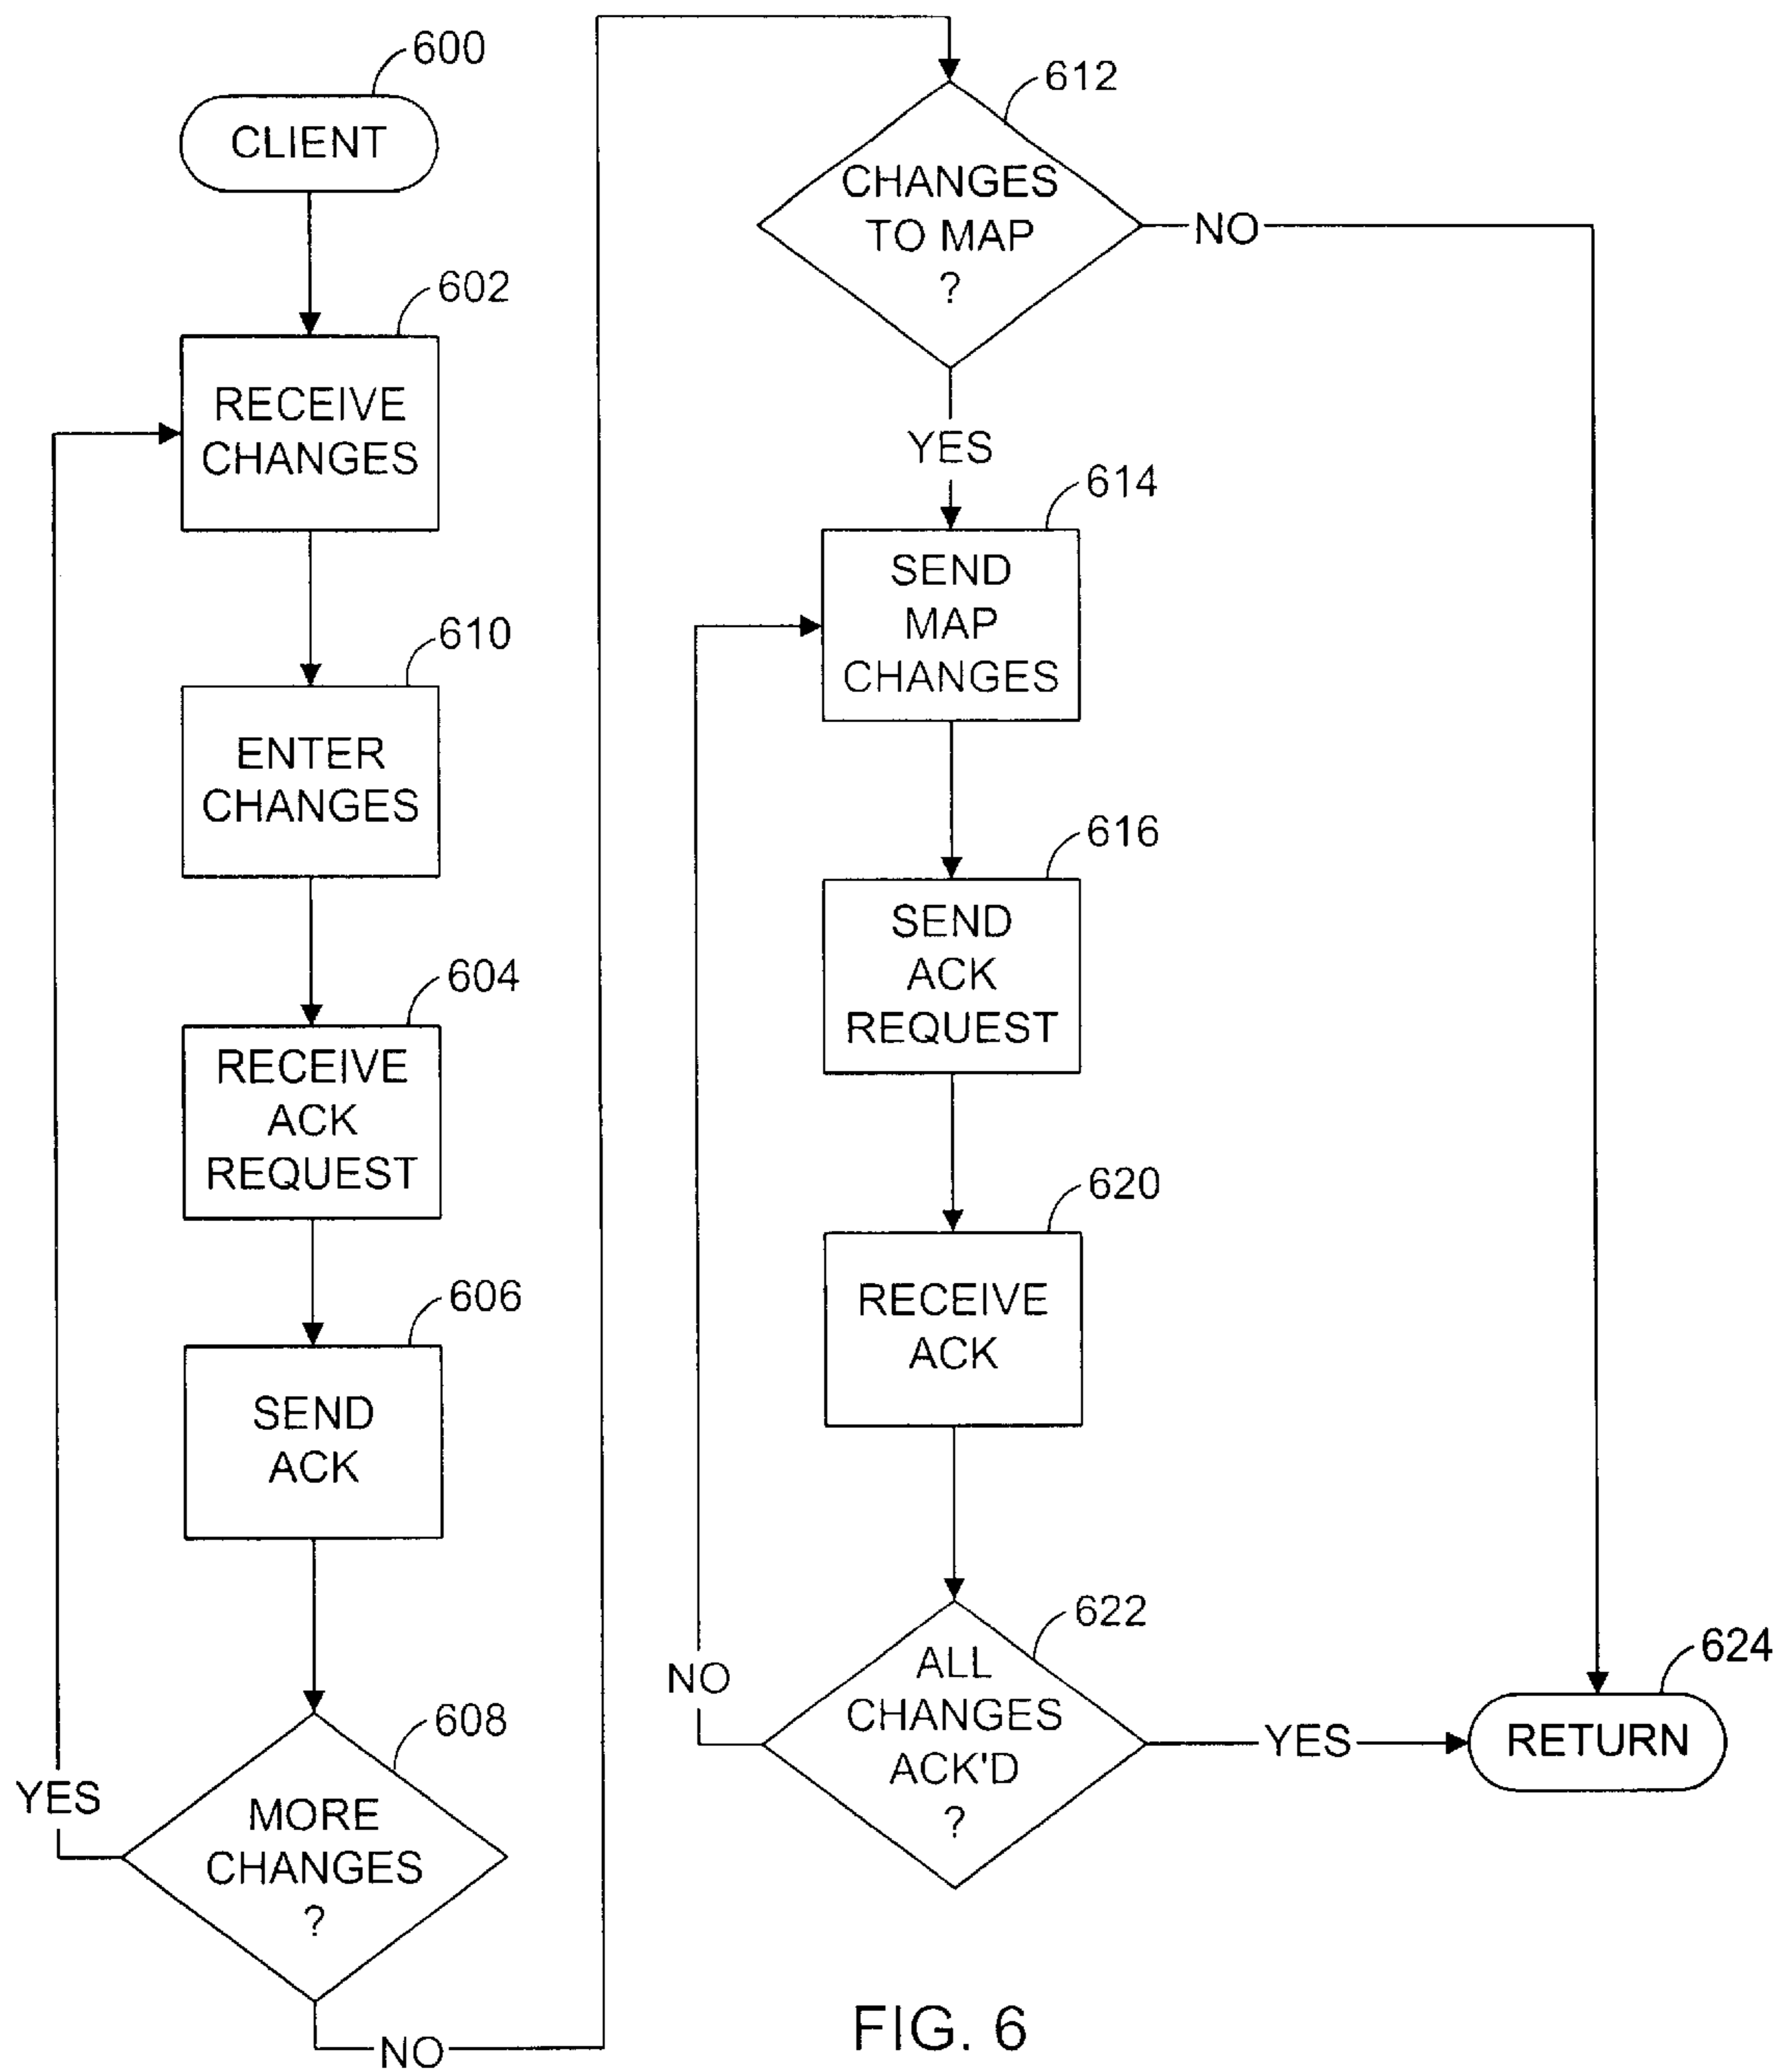 600
CLIENT
602
RECEIVE
CHANGES
610
ENTER
CHANGES
604
RECEIVE
ACK
REQUEST
606
SEND
ACK
608
MORE
CHANGES
?
YES
NO
612
CHANGES
TO MAP
?
NO
YES
614
SEND
MAP
CHANGES
616
SEND
ACK
REQUEST
620
RECEIVE
ACK
622
ALL
CHANGES
ACK'D
?
NO
YES
624
RETURN
FIG. 6